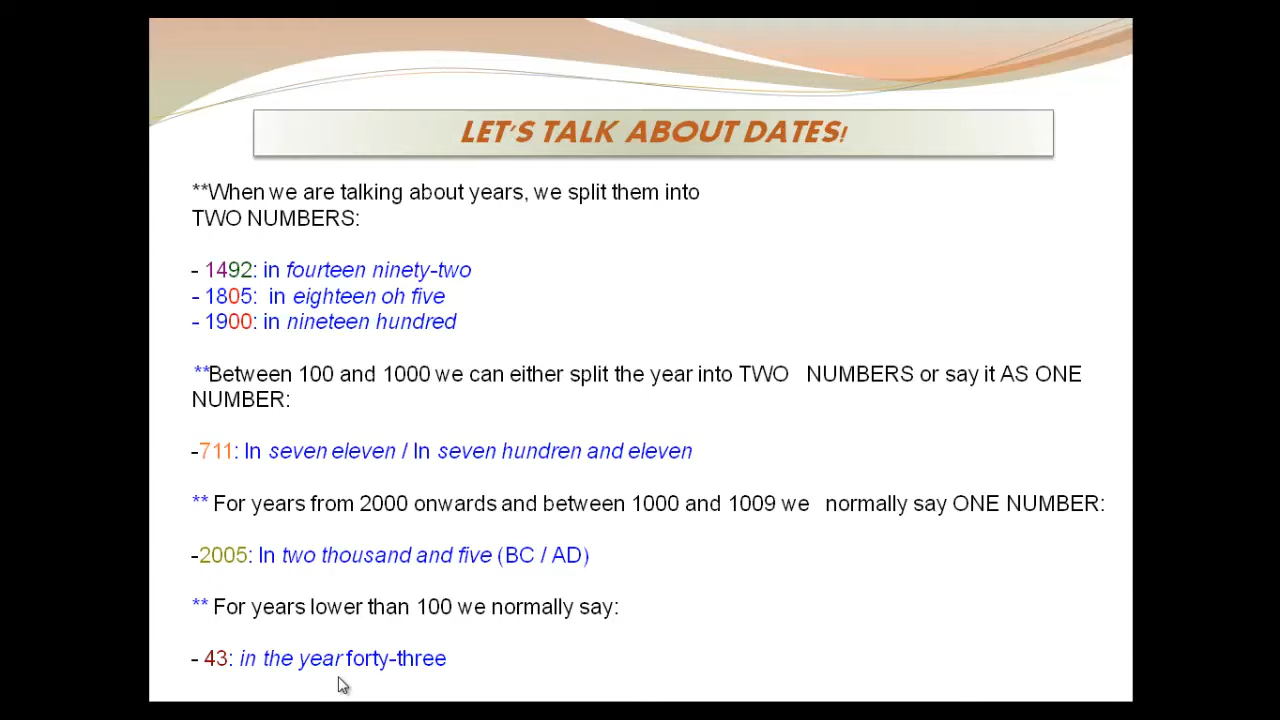 LET'S TALK ABOUT DATES!
**When we are talking about years, we split them into
TWO NUMBERS:
- 1492: in fourteen ninety-two
- 1805: in eighteen oh five
- 1900: in nineteen hundred
**Between 100 and 1000 we can either split the year into TWO NUMBERS or say it AS ONE
NUMBER:
-711: In seven eleven / In seven hundren and eleven
** For years from 2000 onwards and between 1000 and 1009 we normally say ONE NUMBER:
-2005: In two thousand and five (BC / AD)
** For years lower than 100 we normally say:
- 43: in the year forty-three